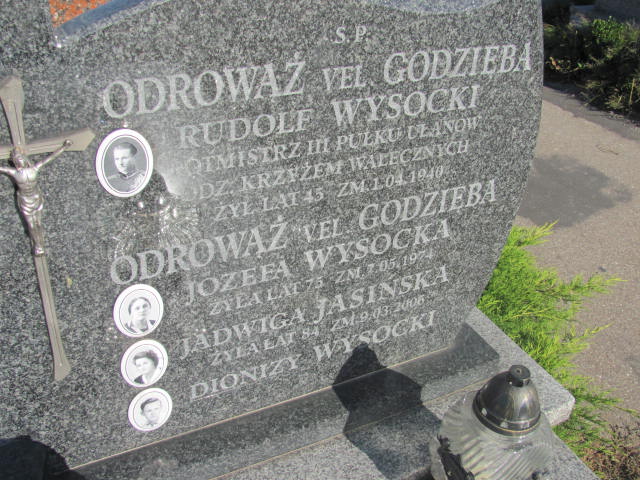 S.P.
ODROWĄŻ VEL GODZIEBA
RUDOLF WYSOCKI
ROTMISTRZ III PUŁKU UŁANÓW
ODZ. KRZYŻEM WALECZNYCH
ŻYŁ LAT 45 ZM.1.04.1940
ODROWĄŻ VEL GODZIEBA
JÓZEFA WYSOCKA
ŻYŁA LAT 75 ZM.7.05.1974
JADWIGA JASIŃSKA
ŻYŁA LAT 84 ZM.9.03.2006
DIONIZY WYSOCKI